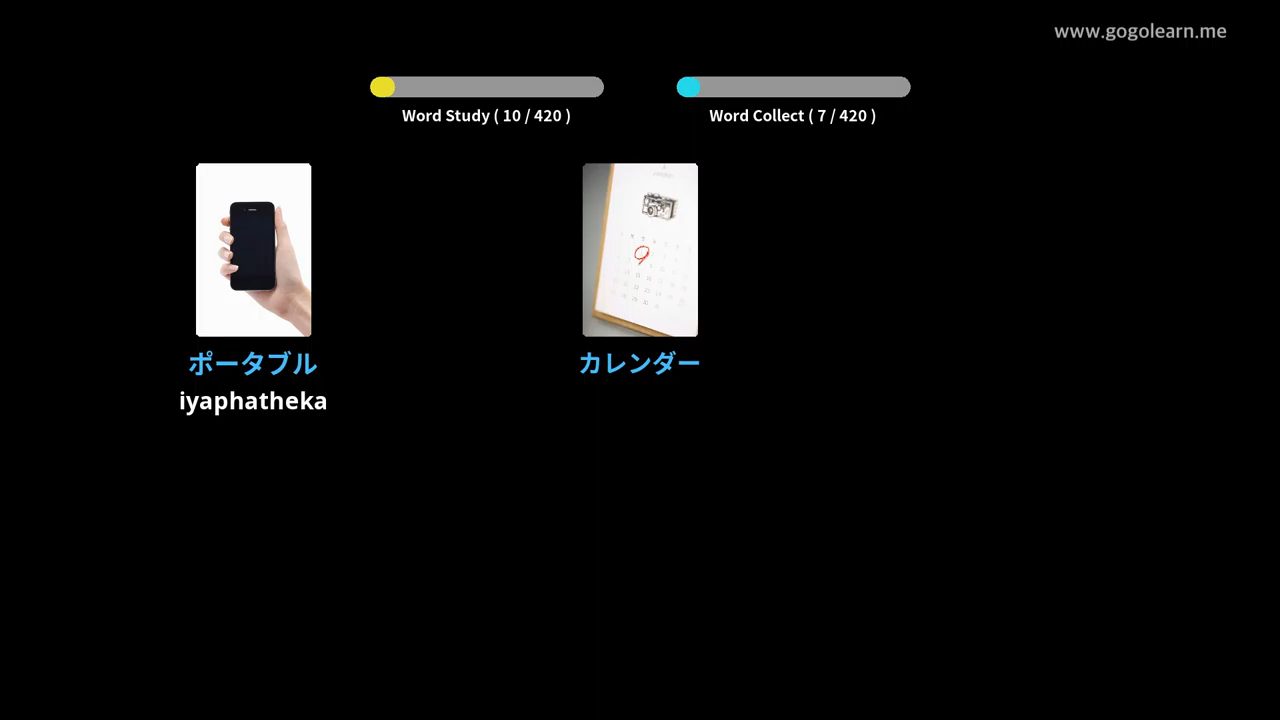 www.gogolearn.me
Word Study ( 10 / 420 )
Word Collect ( 7 / 420 )
9
ポータブル
カレンダー
iyaphatheka